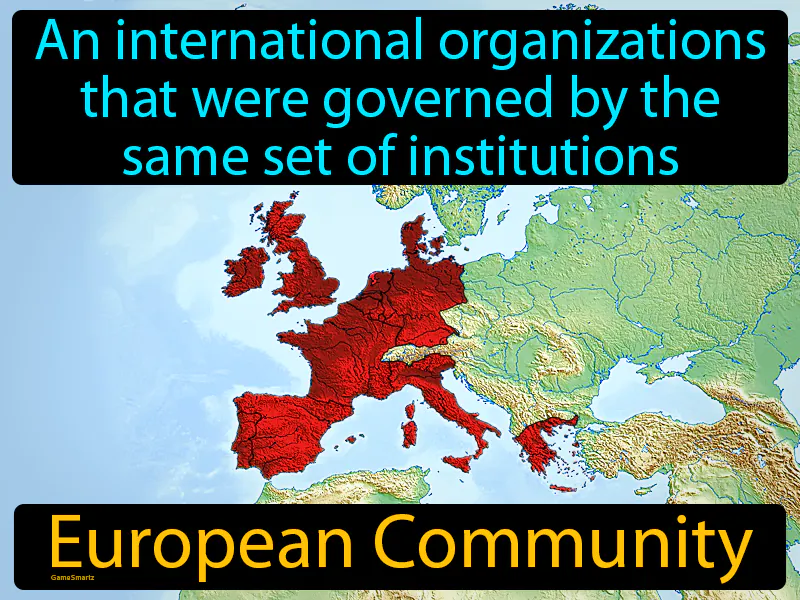 An international organizations
that were governed by the
same set of institutions
European Community
GameSmartz